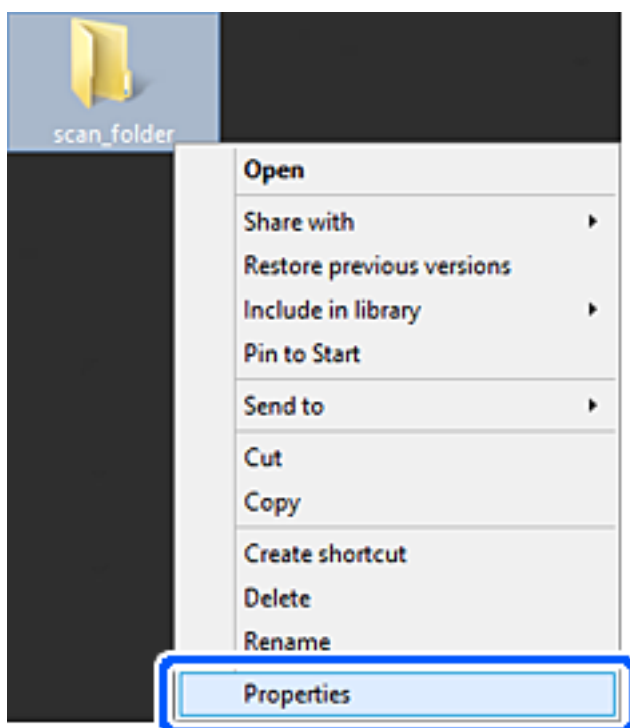 scan_folder
Open
Share with
Restore previous versions
Include in library
Pin to Start
Send to
Cut
Copy
Create shortcut
Delete
Rename
Properties